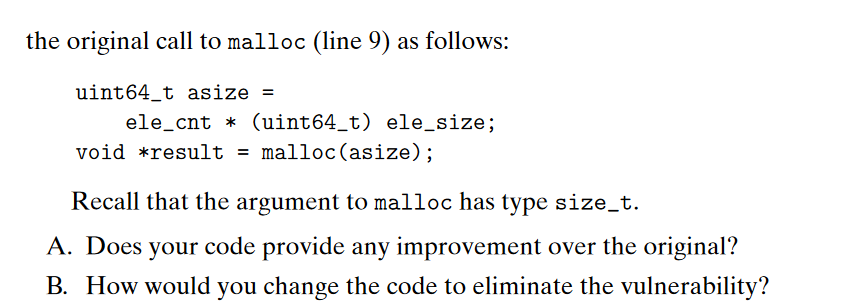 the original call to malloc (line 9) as follows:
uint64_t asize =
ele_cnt * (uint64_t) ele_size;
void *result = malloc(asize);
Recall that the argument to malloc has type size_t.
A. Does your code provide any improvement over the original?
B. How would you change the code to eliminate the vulnerability?